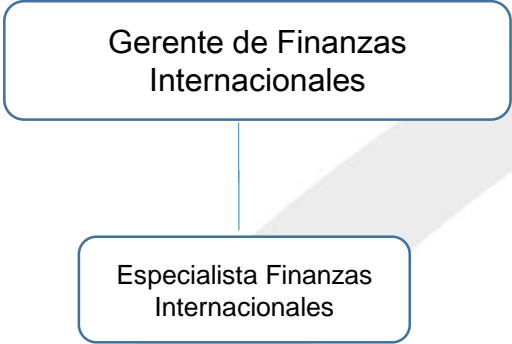 Gerente de Finanzas
Internacionales
Especialista Finanzas
Internacionales